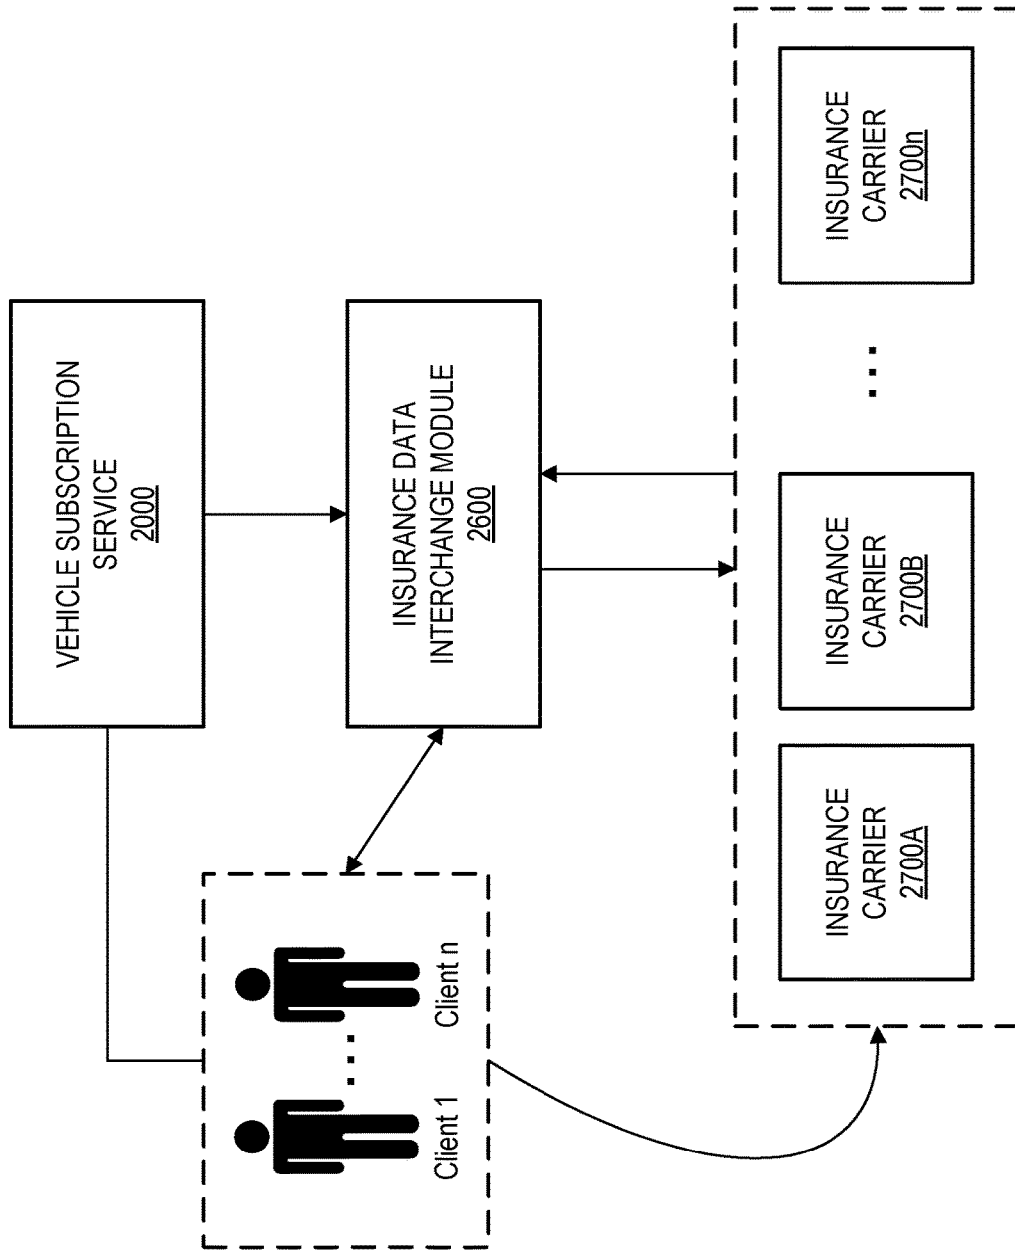 VEHICLE SUBSCRIPTION
SERVICE
2000
INSURANCE DATA
INTERCHANGE MODULE
2600
Client 1
Client n
INSURANCE
CARRIER
2700A
INSURANCE
CARRIER
2700B
INSURANCE
CARRIER
2700n